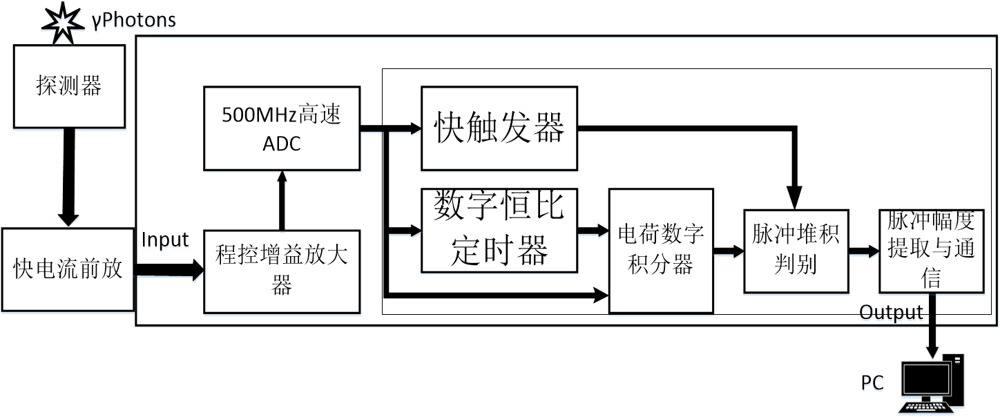 γPhotons
探测器
快电流前放
Input
程控增益放大
器
500MHz高速
ADC
快触发器
数字恒比
定时器
电荷数字
积分器
脉冲堆积
判别
脉冲幅度
提取与通
信
Output
PC